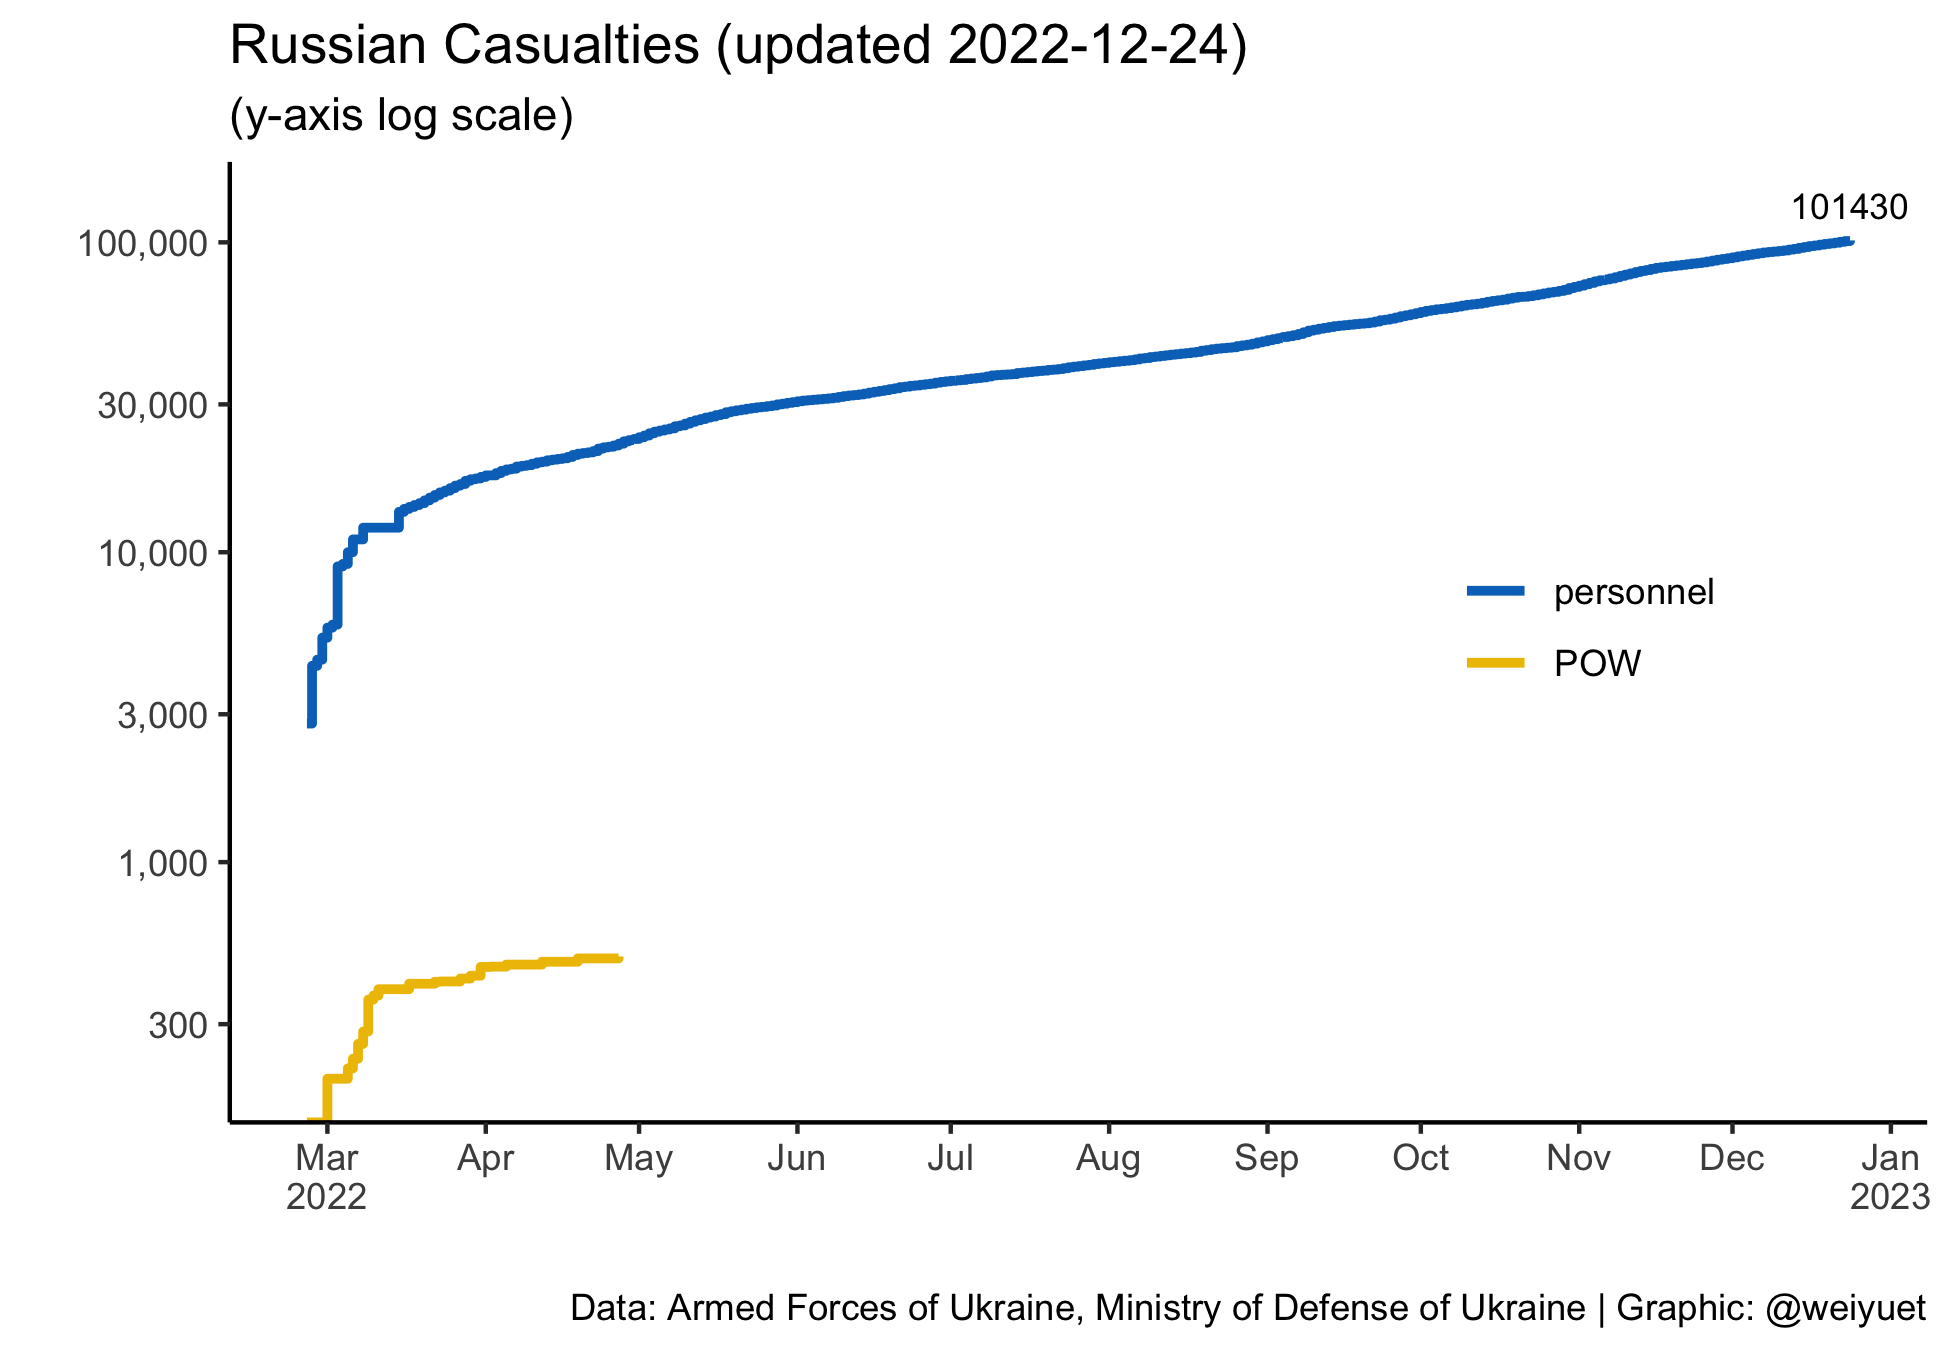 Russian Casualties (updated 2022-12-24)
(y-axis log scale)
101430
100,000
30,000
10,000
3,000
1,000
300
personnel
POW
Mar Apr May Jun Jul Aug Sep Oct Nov Dec Jan
2022 2023
Data: Armed Forces of Ukraine, Ministry of Defense of Ukraine | Graphic: @weiyuet